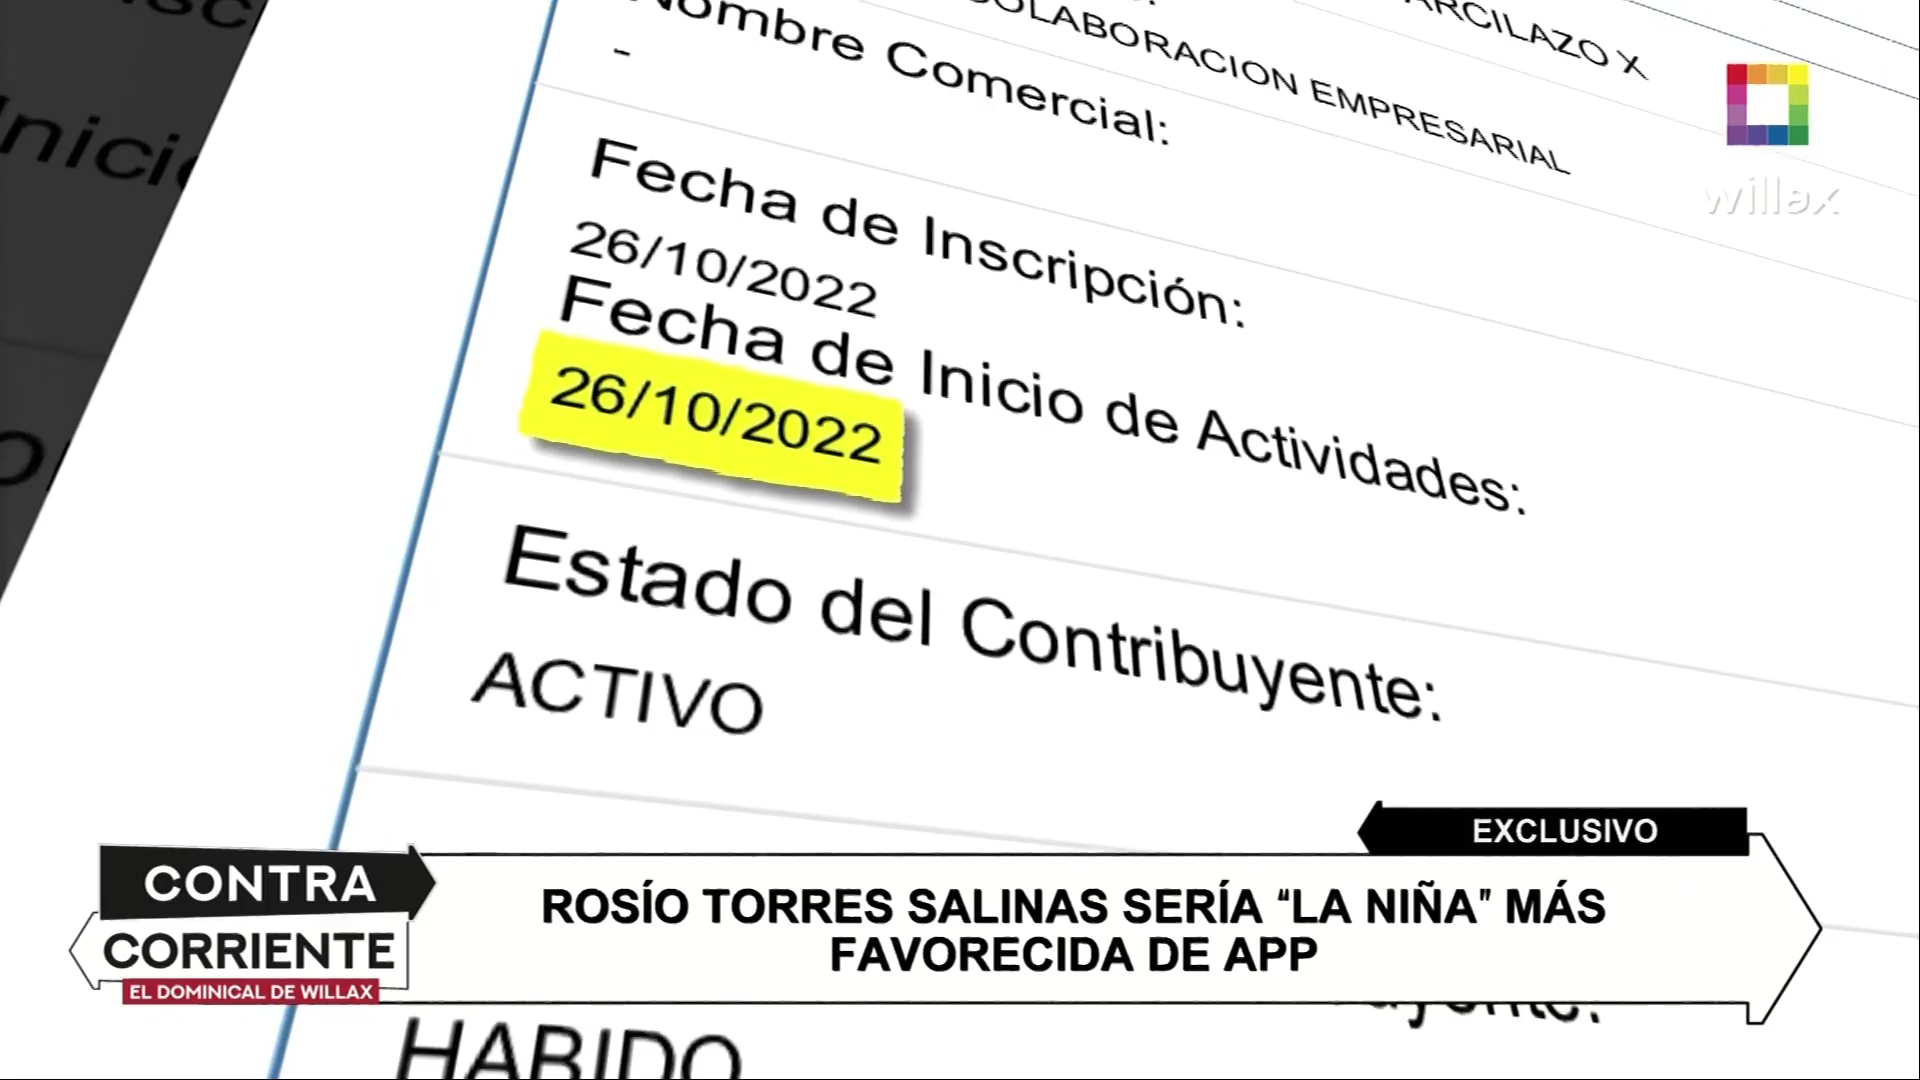 ARCILAZO X
COLABORACION EMPRESARIAL
Nombre Comercial:
-
Fecha de Inscripción:
26/10/2022
Fecha de Inicio de Actividades:
26/10/2022
Estado del Contribuyente:
ACTIVO
HABIDO
willax
EXCLUSIVO
CONTRA
CORRIENTE
EL DOMINICAL DE WILLAX
ROSÍO TORRES SALINAS SERÍA “LA NIÑA” MÁS
FAVORECIDA DE APP